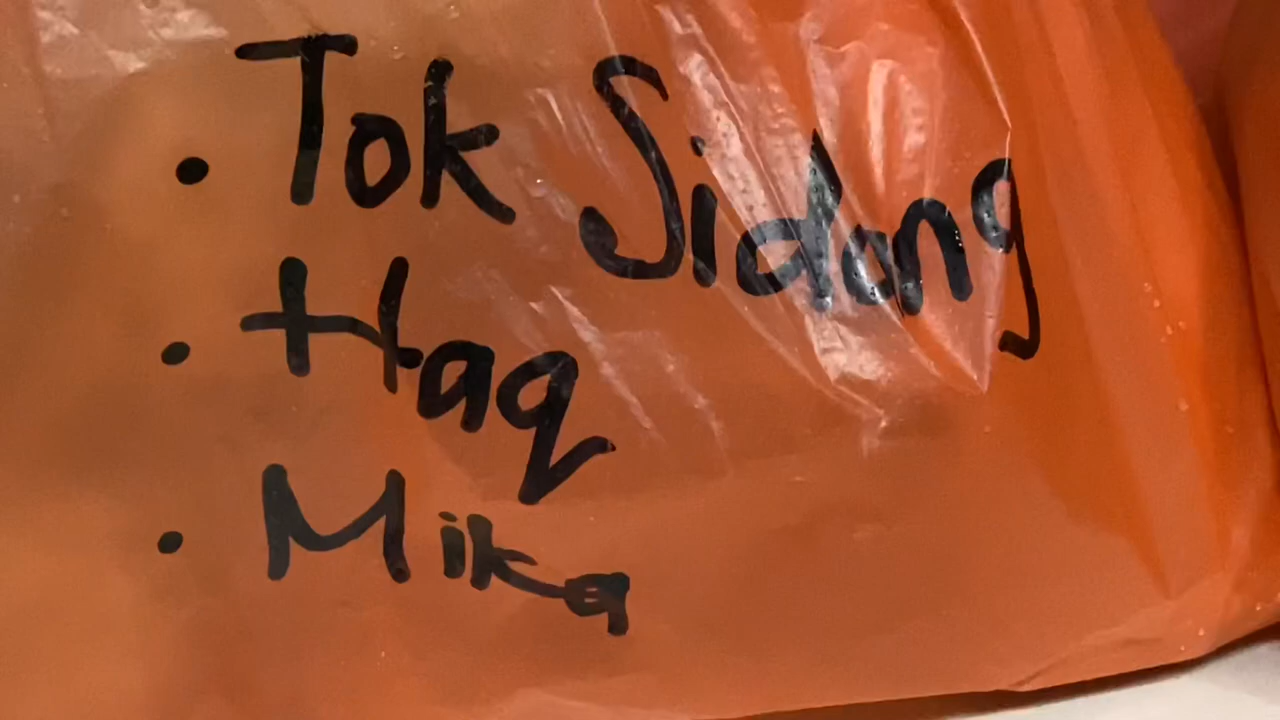 . Tok Sidang
. Haq
. Mika